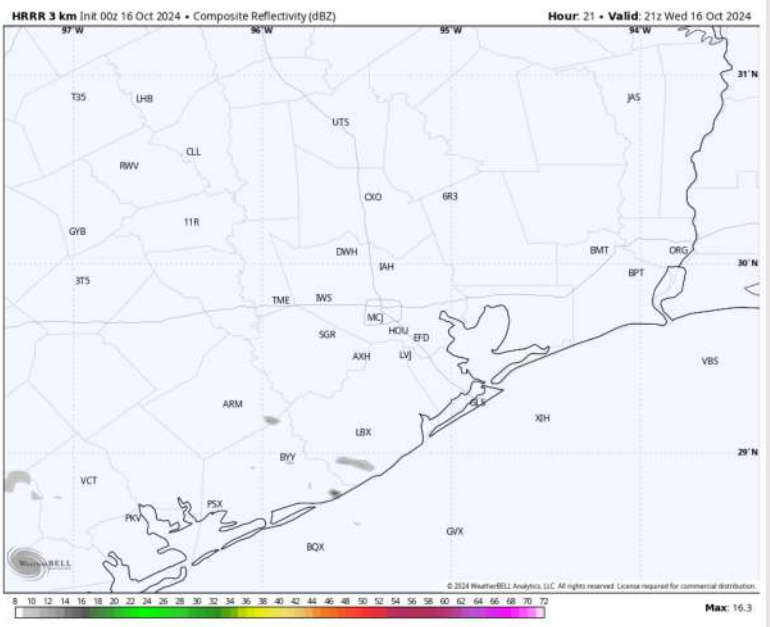 HRRR 3 km Init 00z 16 Oct 2024 • Composite Reflectivity (dBZ) Hour: 21 • Valid: 21z Wed 16 Oct 2024
97°W 96°W 95°W 94°W
31°N
T35 LHB JAS
UTS
CLL
RWV
CXO 6R3
11R
GYB
DWH BMT ORG
IAH 30°N
BPT
3T5
TME IWS
MCJ
SGR HOU EFD
AXH LVJ
VBS
ARM GLS
XIH
LBX
BYY 29°N
VCT
PSX
PKV
GVX
BQX
WeatherBELL
© 2024 WeatherBELL Analytics, LLC. All rights reserved. License required for commercial distribution.
8 10 12 14 16 18 20 22 24 26 28 30 32 34 36 38 40 42 44 46 48 50 52 54 56 58 60 62 64 66 68 70 72 Max: 16.3